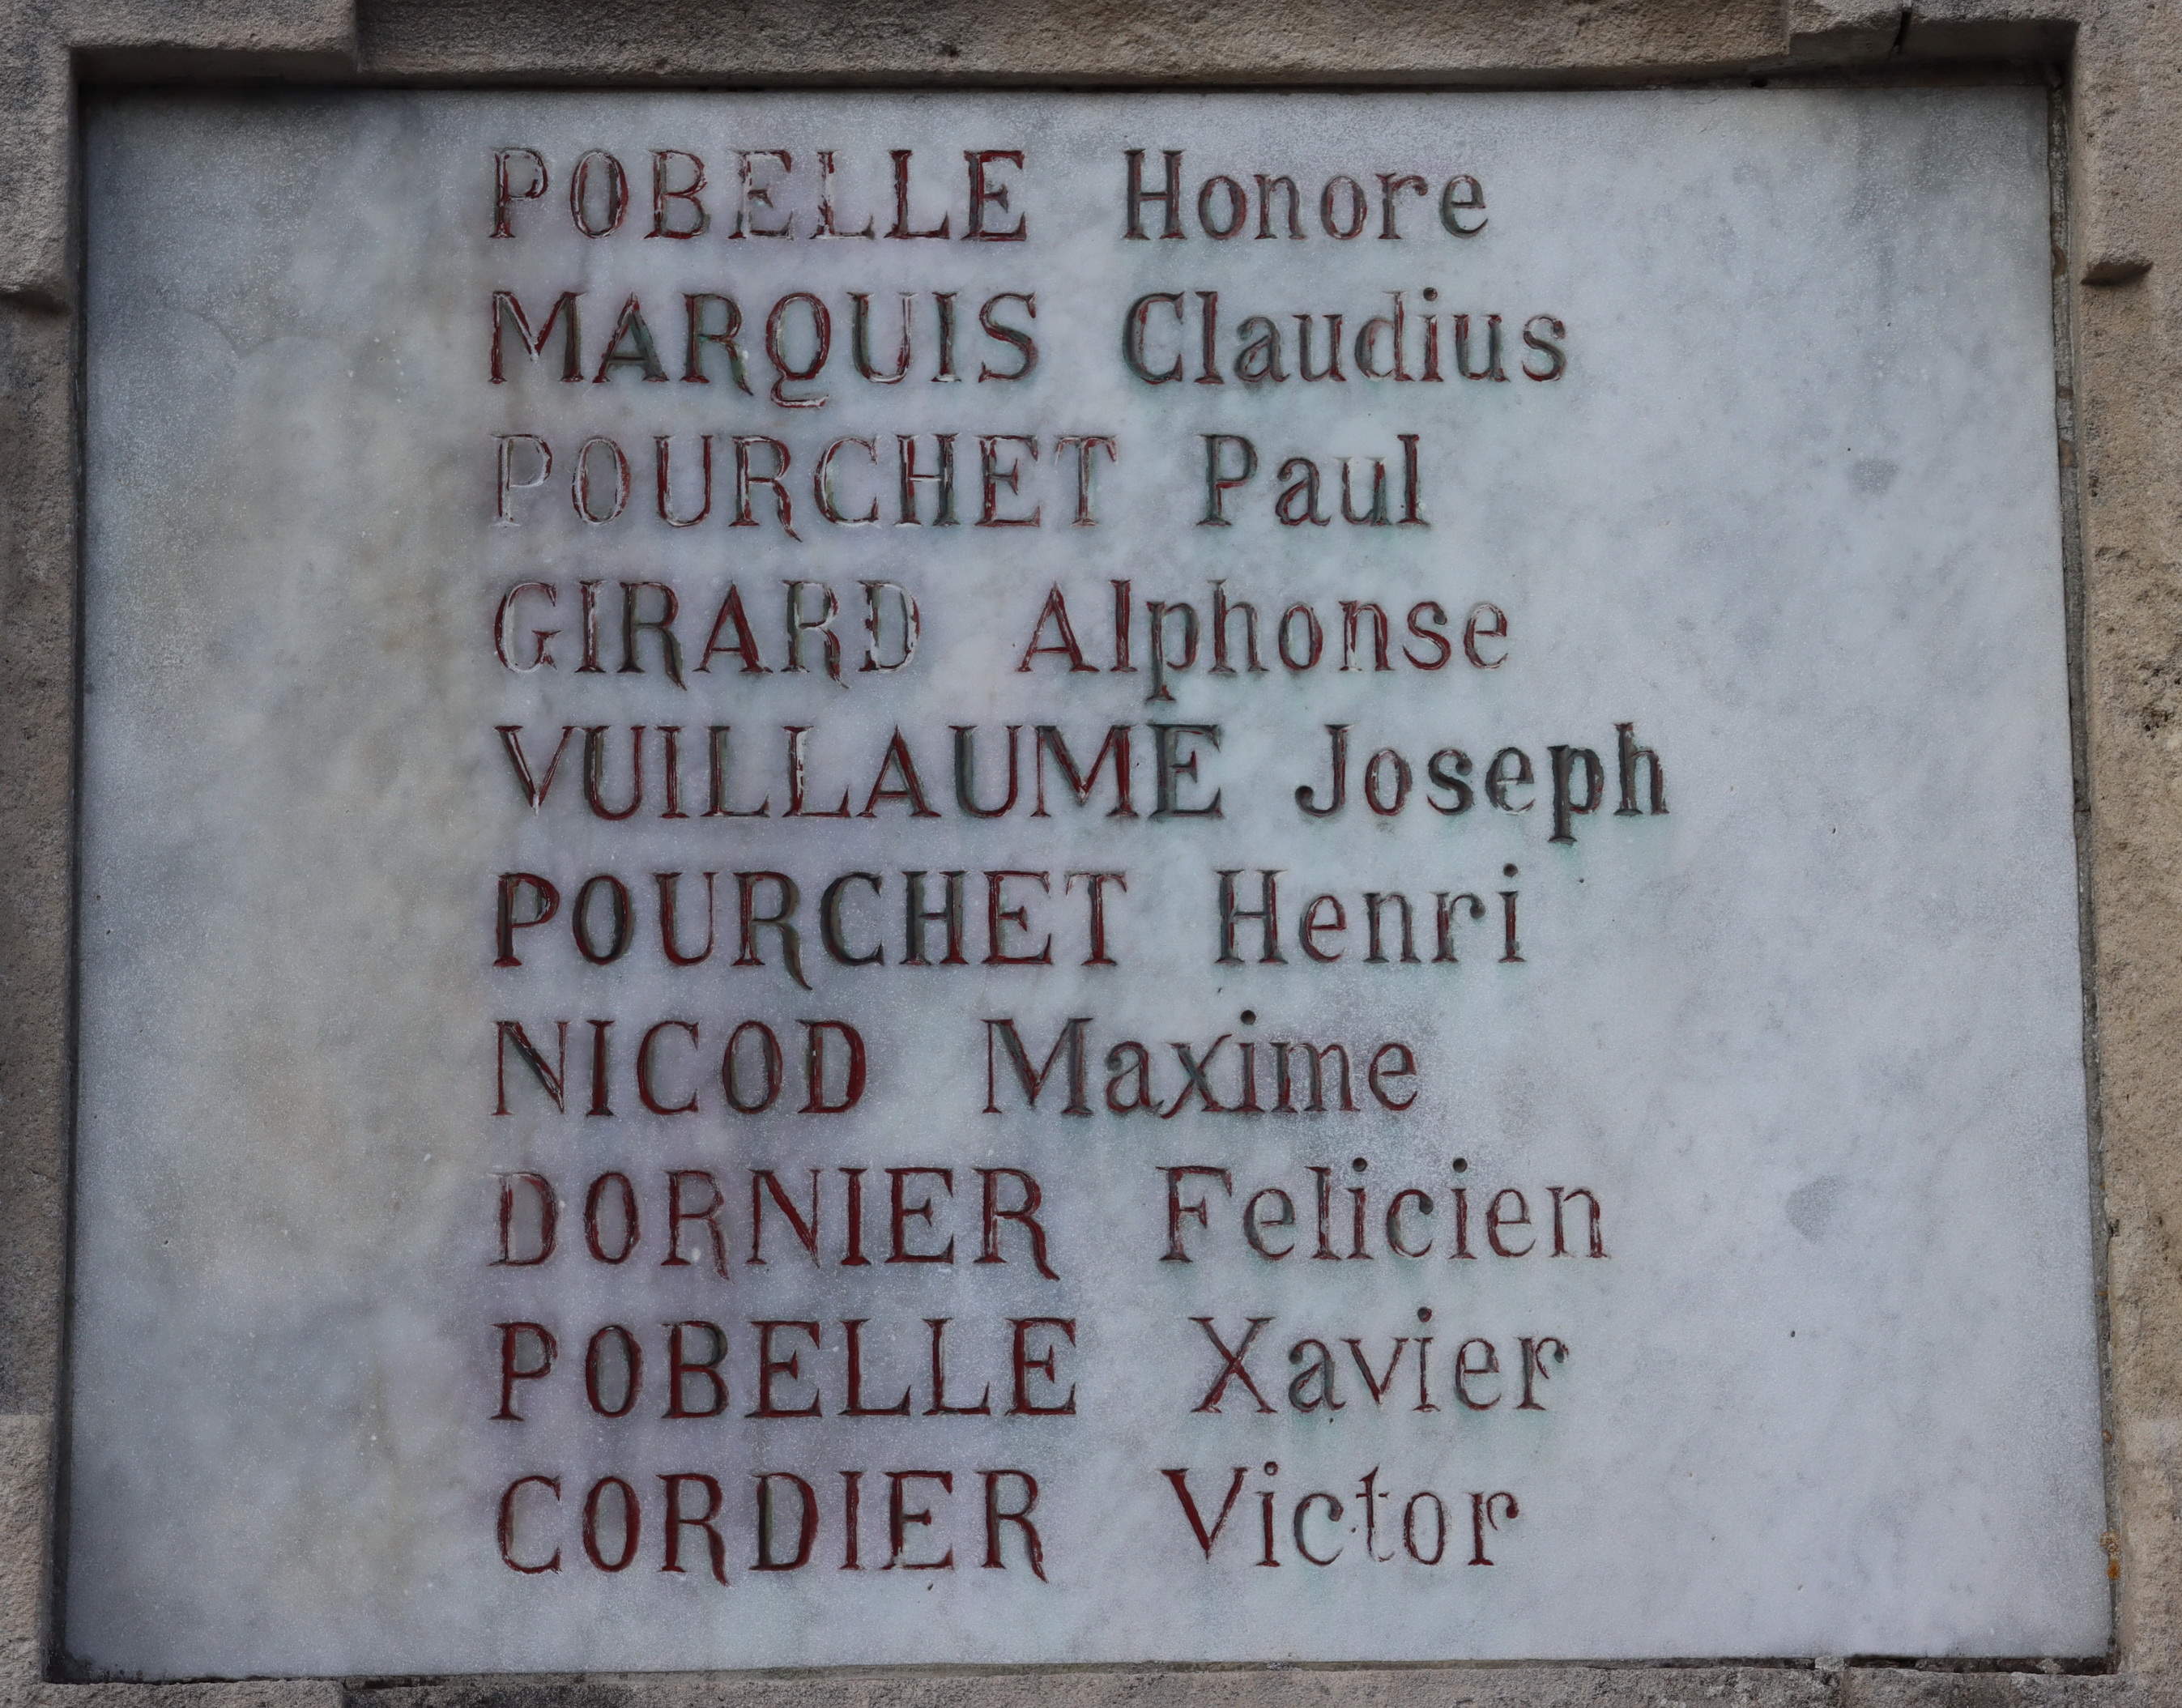 POBELLE Honore
MARQUIS Claudius
POURCHET Paul
GIRARD Alphonse
VUILLAUME Joseph
POURCHET Henri
NICOD Maxime
DORNIER Felicien
POBELLE Xavier
CORDIER Victor